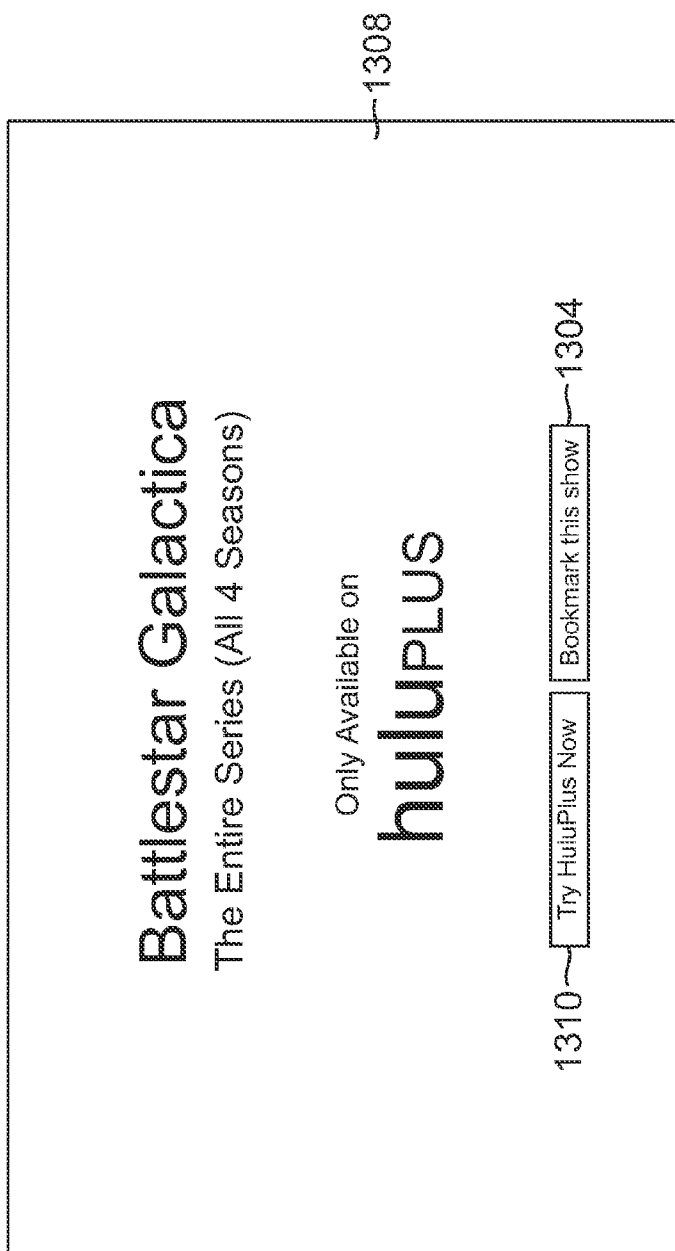 1308
Battlestar Galactica
The Entire Series (All 4 Seasons)
Only Available on
huluPLUS
1310 Try HuluPlus Now Bookmark this show 1304